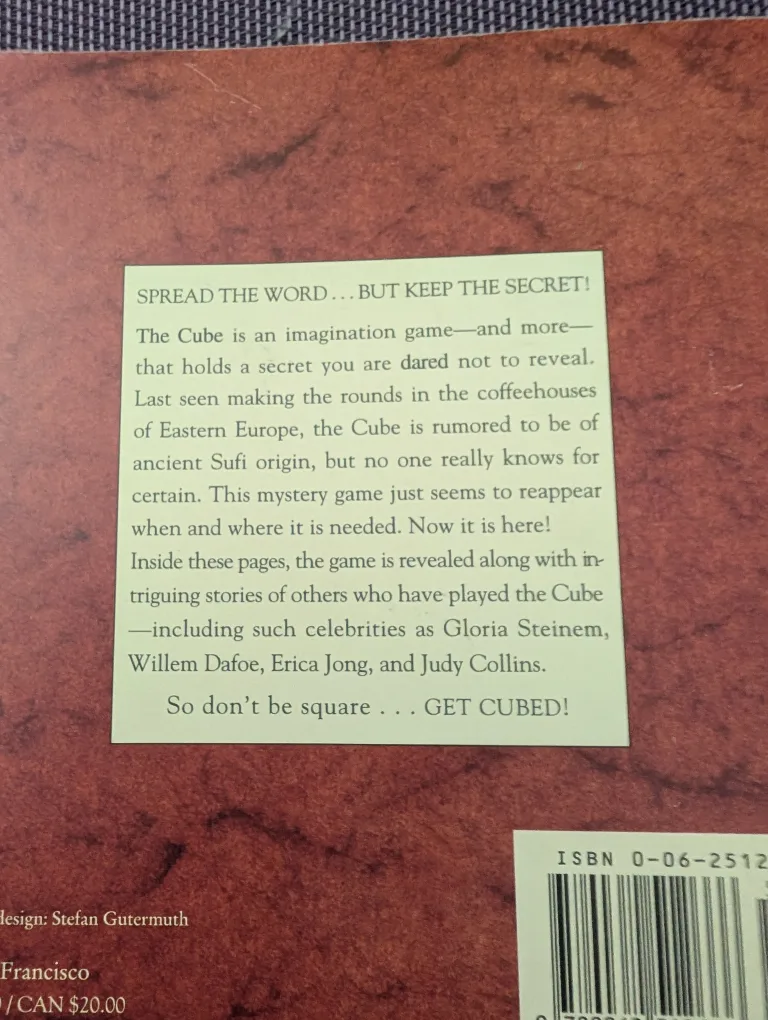 SPREAD THE WORD . . . BUT KEEP THE SECRET!
The Cube is an imagination game—and more—
that holds a secret you are dared not to reveal.
Last seen making the rounds in the coffeehouses
of Eastern Europe, the Cube is rumored to be of
ancient Sufi origin, but no one really knows for
certain. This mystery game just seems to reappear
when and where it is needed. Now it is here!
Inside these pages, the game is revealed along with in-
triguing stories of others who have played the Cube
—including such celebrities as Gloria Steinem,
Willem Dafoe, Erica Jong, and Judy Collins.
So don't be square . . . GET CUBED!
ISBN 0-06-2512
design: Stefan Gutermuth
Francisco
/ CAN $20.00